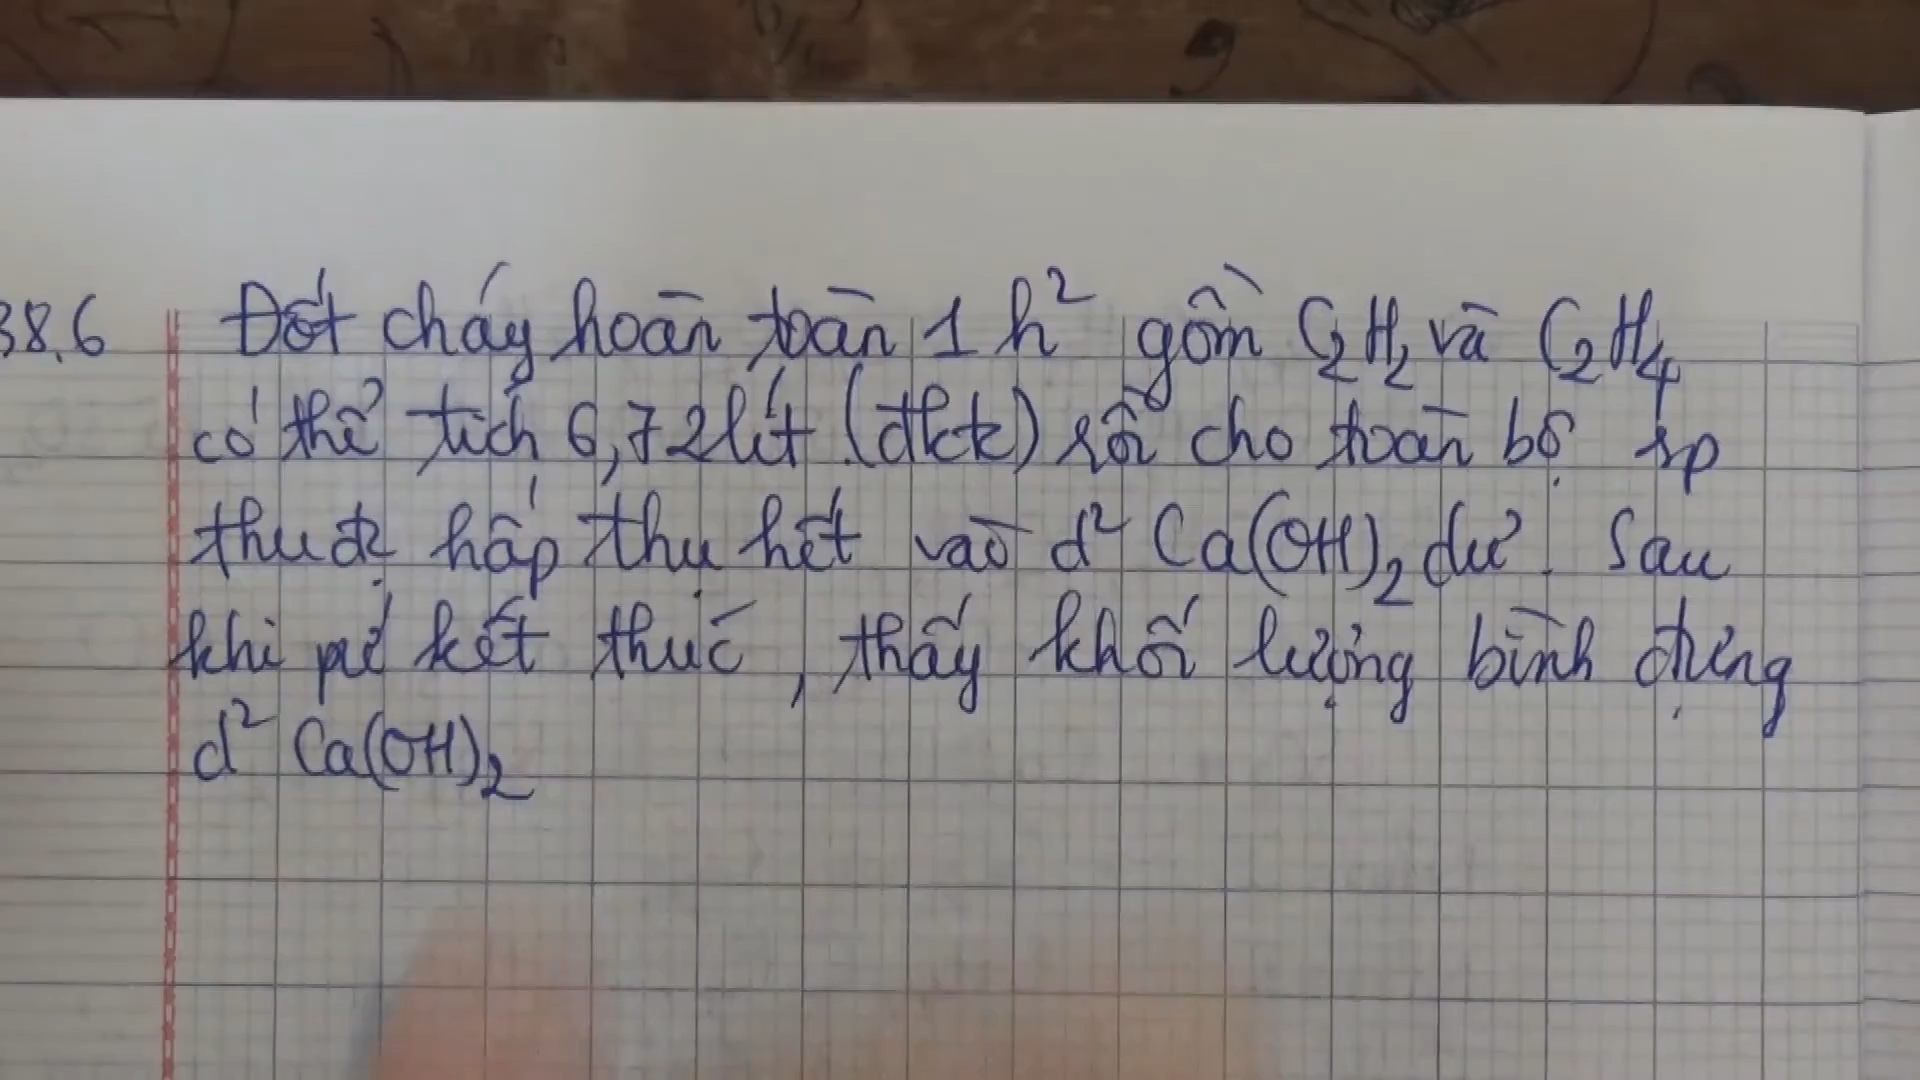 38.6 Đốt cháy hoàn toàn 1 h² gồm C₂H₂ và C₂H₄
có thể tích 6,72 lít (đktc) rồi cho toàn bộ sp
thu đc hấp thụ hết vào d² Ca(OH)₂ dư. Sau
khi pứ kết thúc, thấy khối lượng bình đựng
d² Ca(OH)₂